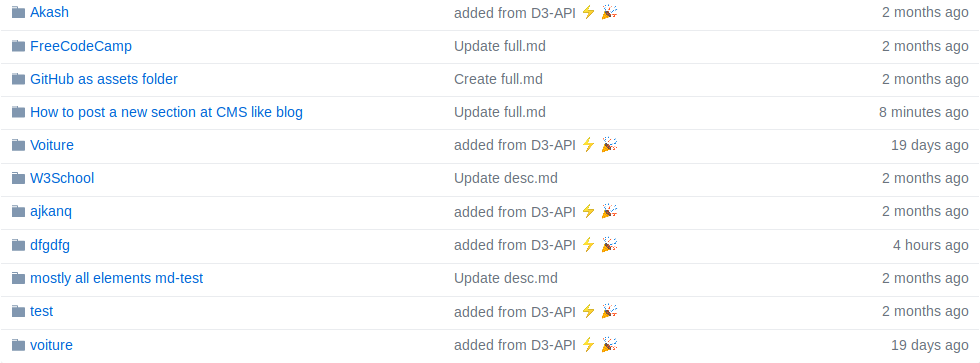 Akash added from D3-API ⚡ 🎉 2 months ago
FreeCodeCamp Update full.md 2 months ago
GitHub as assets folder Create full.md 2 months ago
How to post a new section at CMS like blog Update full.md 8 minutes ago
Voiture added from D3-API ⚡ 🎉 19 days ago
W3School Update desc.md 2 months ago
ajkanq added from D3-API ⚡ 🎉 2 months ago
dfgdfg added from D3-API ⚡ 🎉 4 hours ago
mostly all elements md-test Update desc.md 2 months ago
test added from D3-API ⚡ 🎉 2 months ago
voiture added from D3-API ⚡ 🎉 19 days ago